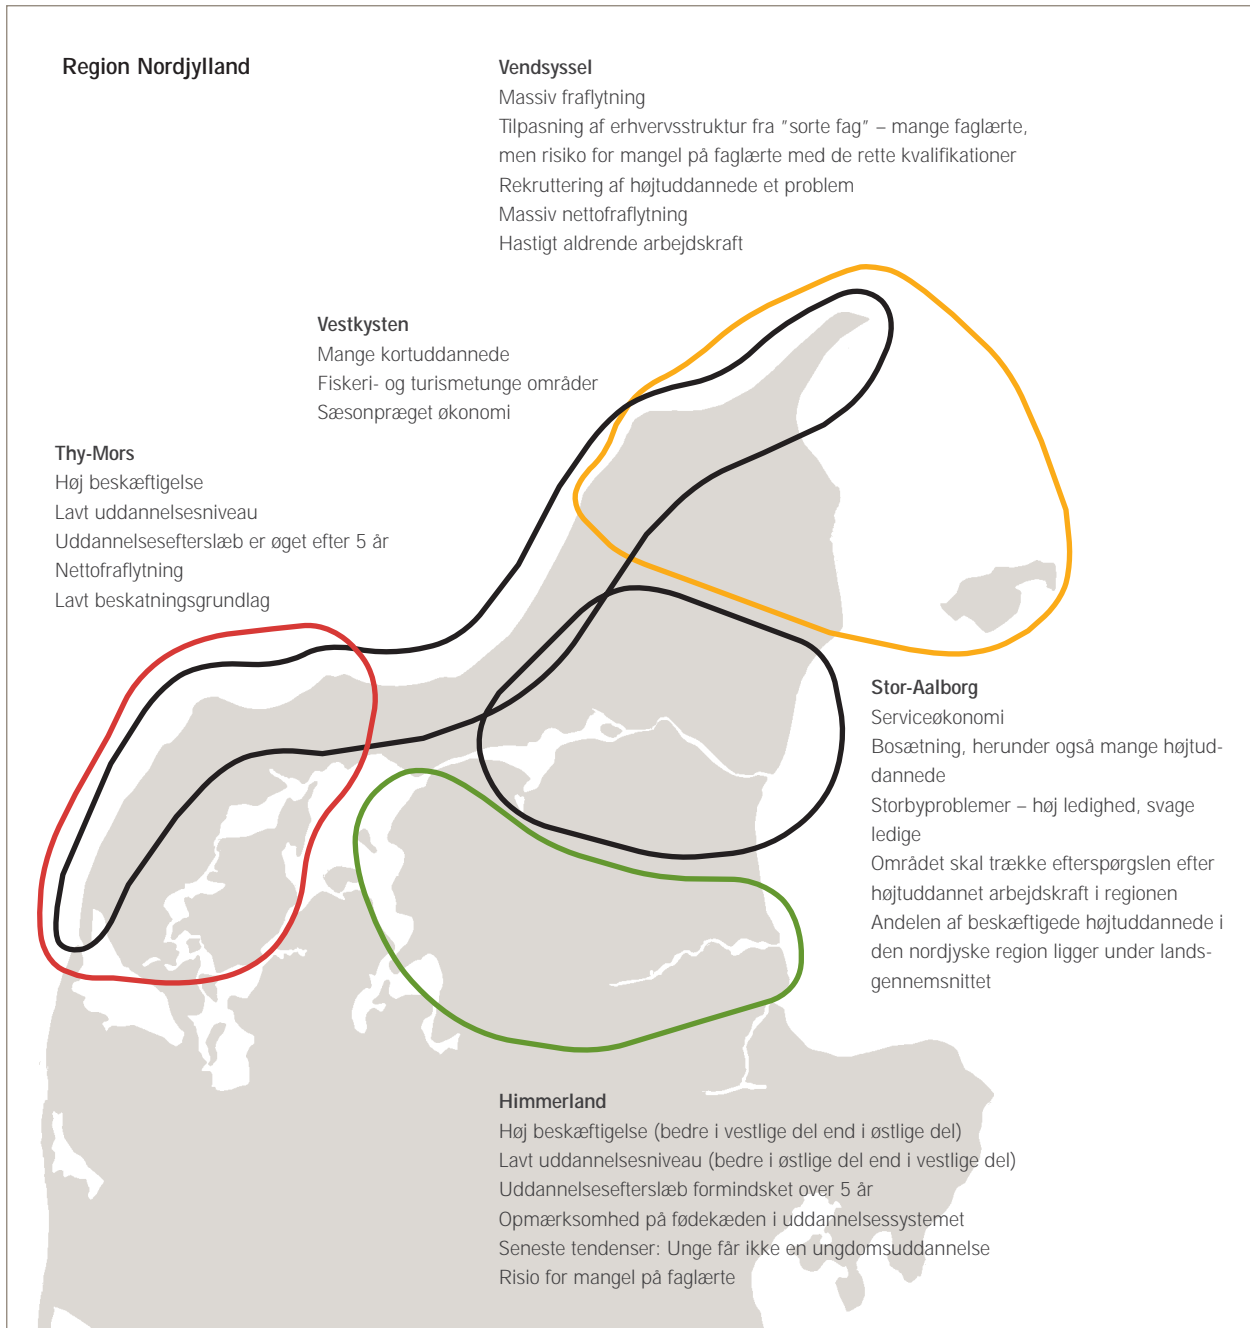 Region Nordjylland
Vendsyssel
Massiv fraflytning
Tilpasning af erhvervsstruktur fra "sorte fag" – mange faglærte,
men risiko for mangel på faglærte med de rette kvalifikationer
Rekruttering af højtuddannede et problem
Massiv nettofraflytning
Hastigt aldrende arbejdskraft
Vestkysten
Mange kortuddannede
Fiskeri- og turismetunge områder
Sæsonpræget økonomi
Thy-Mors
Høj beskæftigelse
Lavt uddannelsesniveau
Uddannelsesefterslæb er øget efter 5 år
Nettofraflytning
Lavt beskatningsgrundlag
Stor-Aalborg
Serviceøkonomi
Bosætning, herunder også mange højtud-
dannede
Storbyproblemer – høj ledighed, svage
ledige
Området skal trække efterspørgslen efter
højtuddannet arbejdskraft i regionen
Andelen af beskæftigede højtuddannede i
den nordjyske region ligger under lands-
gennemsnittet
Himmerland
Høj beskæftigelse (bedre i vestlige del end i østlige del)
Lavt uddannelsesniveau (bedre i østlige del end i vestlige del)
Uddannelsesefterslæb formindsket over 5 år
Opmærksomhed på fødekæden i uddannelsessystemet
Seneste tendenser: Unge får ikke en ungdomsuddannelse
Risio for mangel på faglærte